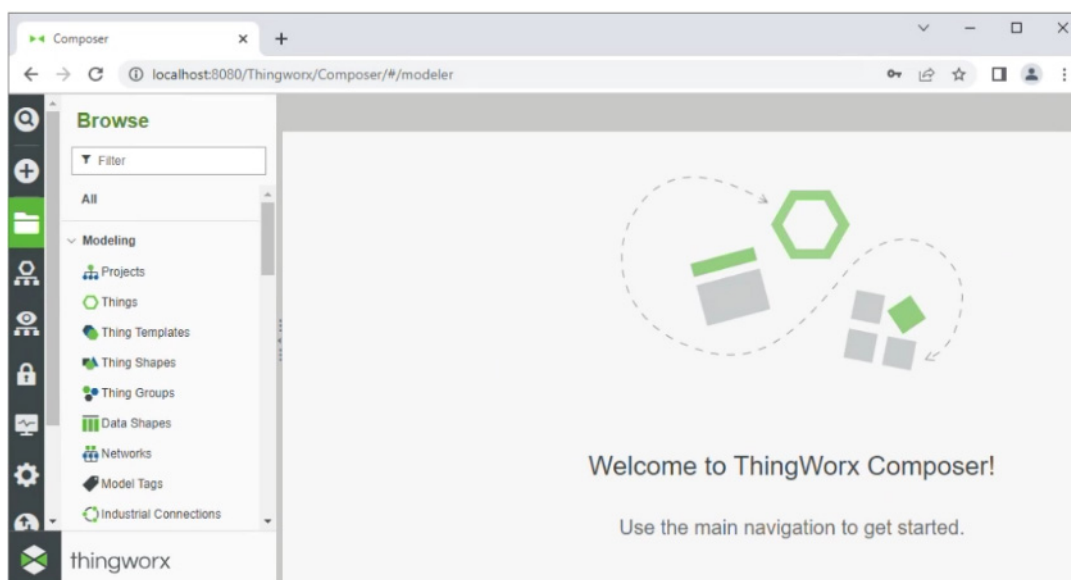 Composer
localhost:8080/Thingworx/Composer/#/modeler
Browse
Filter
All
Modeling
Projects
Things
Thing Templates
Thing Shapes
Thing Groups
Data Shapes
Networks
Model Tags
Industrial Connections
thingworx
Welcome to ThingWorx Composer!
Use the main navigation to get started.